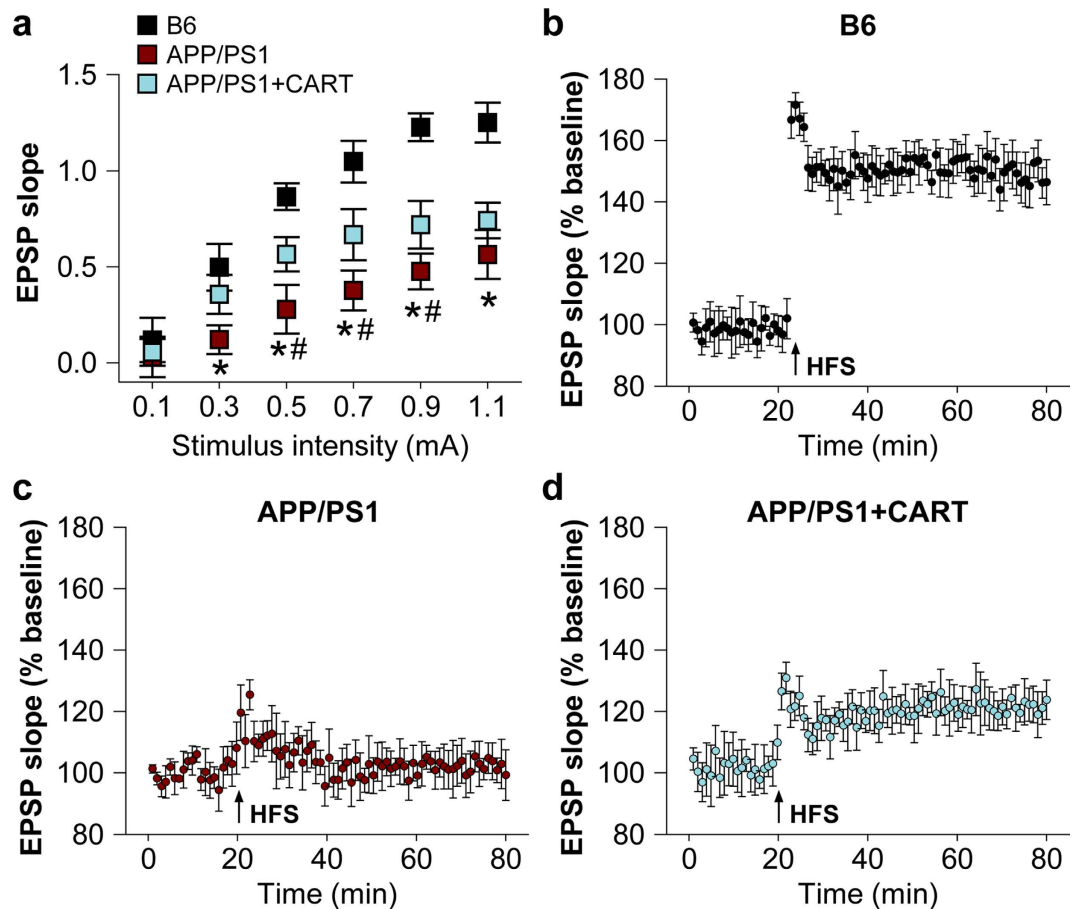 a
B6
APP/PS1
APP/PS1+CART
1.5
1.0
0.5
0.0
EPSP slope
*
*#
*#
*#
*
0.1 0.3 0.5 0.7 0.9 1.1
Stimulus intensity (mA)
b
B6
180
160
140
120
100
80
EPSP slope (% baseline)
HFS
0 20 40 60 80
Time (min)
c
APP/PS1
180
160
140
120
100
80
EPSP slope (% baseline)
HFS
0 20 40 60 80
Time (min)
d
APP/PS1+CART
180
160
140
120
100
80
EPSP slope (% baseline)
HFS
0 20 40 60 80
Time (min)